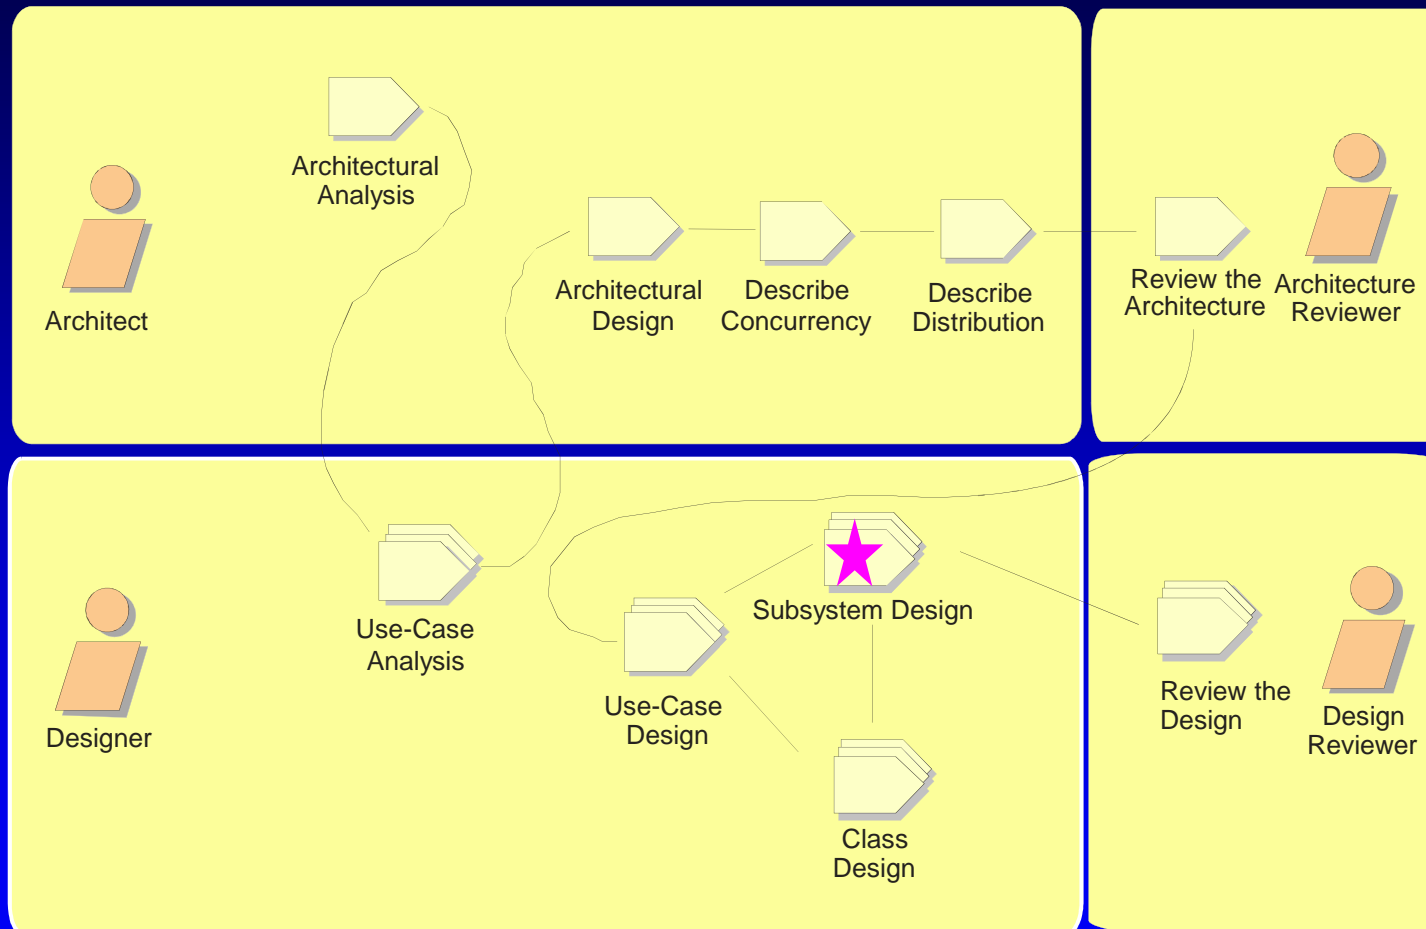 Architectural
Analysis
Architect
Architectural
Design
Describe
Concurrency
Describe
Distribution
Review the
Architecture
Architecture
Reviewer
Use-Case
Analysis
Designer
Subsystem Design
Use-Case
Design
Class
Design
Review the
Design
Design
Reviewer